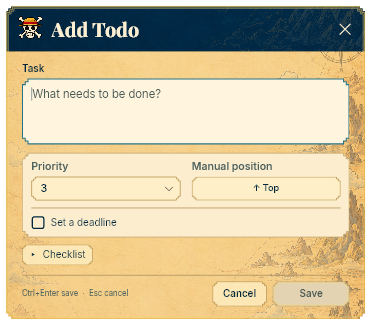 Add Todo
Task
What needs to be done?
Priority
Manual position
3
↑ Top
Set a deadline
▸ Checklist
Ctrl+Enter save · Esc cancel
Cancel
Save